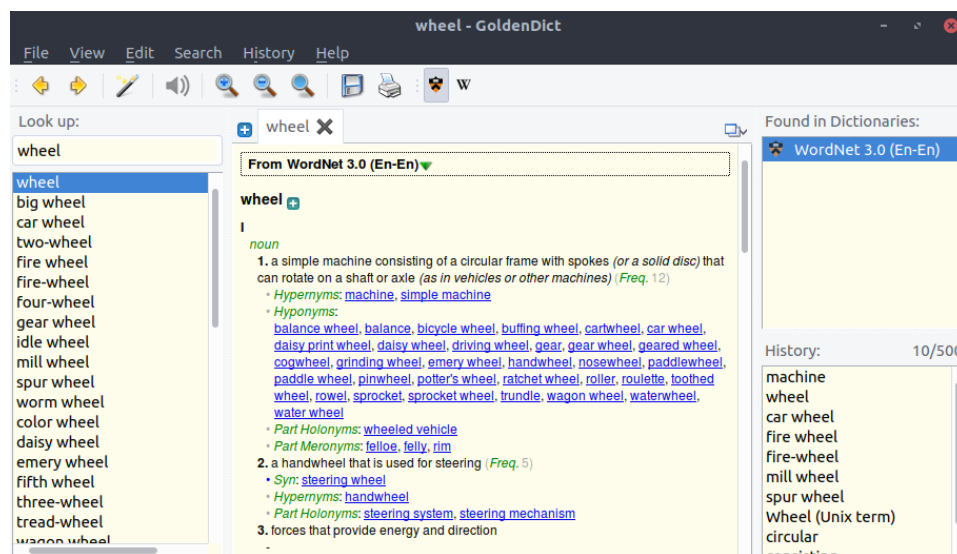 wheel - GoldenDict
File View Edit Search History Help
W
Look up:
wheel
wheel
big wheel
car wheel
two-wheel
fire wheel
fire-wheel
four-wheel
gear wheel
idle wheel
mill wheel
spur wheel
worm wheel
color wheel
daisy wheel
emery wheel
fifth wheel
three-wheel
tread-wheel
wagon wheel
wheel
From WordNet 3.0 (En-En)
wheel
I
noun
1. a simple machine consisting of a circular frame with spokes (or a solid disc) that
can rotate on a shaft or axle (as in vehicles or other machines) (Freq. 12)
• Hypernyms: machine, simple machine
• Hyponyms:
balance wheel, balance, bicycle wheel, buffing wheel, cartwheel, car wheel,
daisy print wheel, daisy wheel, driving wheel, gear, gear wheel, geared wheel,
cogwheel, grinding wheel, emery wheel, handwheel, nosewheel, paddlewheel,
paddle wheel, pinwheel, potter's wheel, ratchet wheel, roller, roulette, toothed
wheel, rowel, sprocket, sprocket wheel, trundle, wagon wheel, waterwheel,
water wheel
• Part Holonyms: wheeled vehicle
• Part Meronyms: felloe, felly, rim
2. a handwheel that is used for steering (Freq. 5)
• Syn: steering wheel
• Hypernyms: handwheel
• Part Holonyms: steering system, steering mechanism
3. forces that provide energy and direction
-
Found in Dictionaries:
WordNet 3.0 (En-En)
History: 10/500
machine
wheel
car wheel
fire wheel
fire-wheel
mill wheel
spur wheel
Wheel (Unix term)
circular